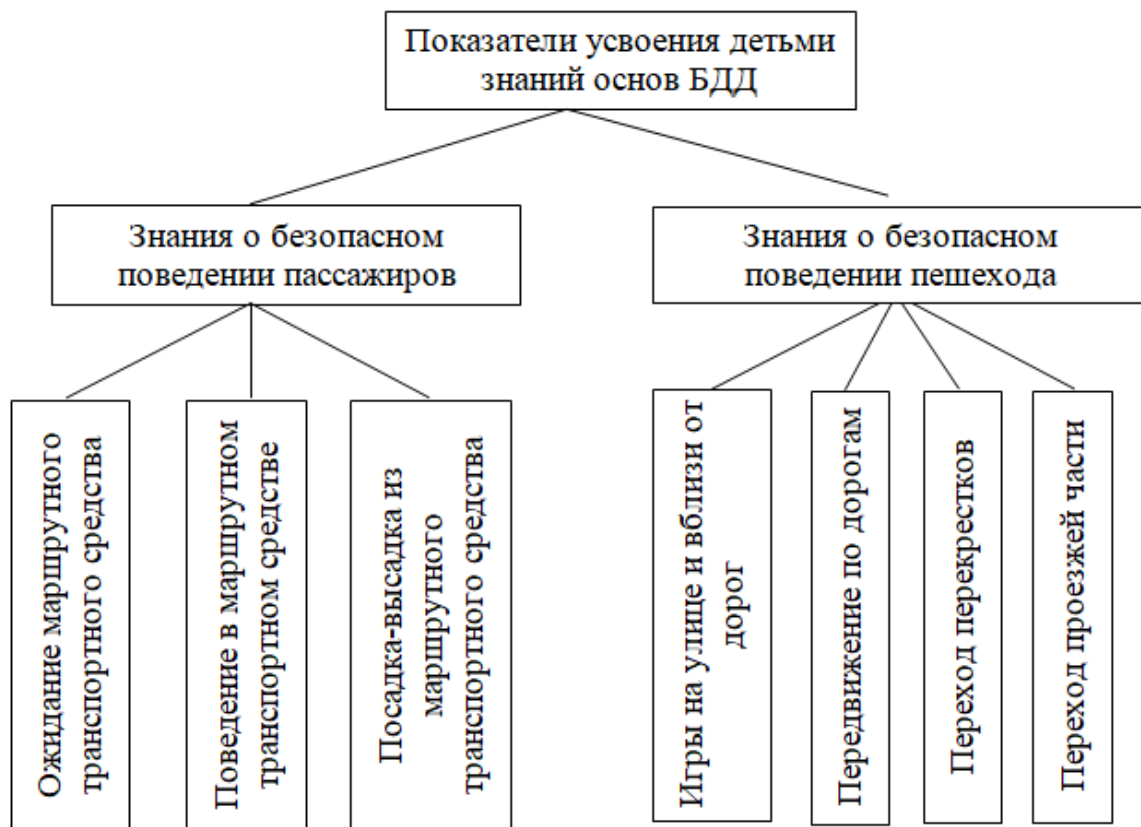 Показатели усвоения детьми
знаний основ БДД
Знания о безопасном
поведении пассажиров
Знания о безопасном
поведении пешехода
Ожидание маршрутного
транспортного средства
Поведение в маршрутном
транспортном средстве
Посадка-высадка из
маршрутного
транспортного средства
Игры на улице и вблизи от
дорог
Передвижение по дорогам
Переход перекрестков
Переход проезжей части